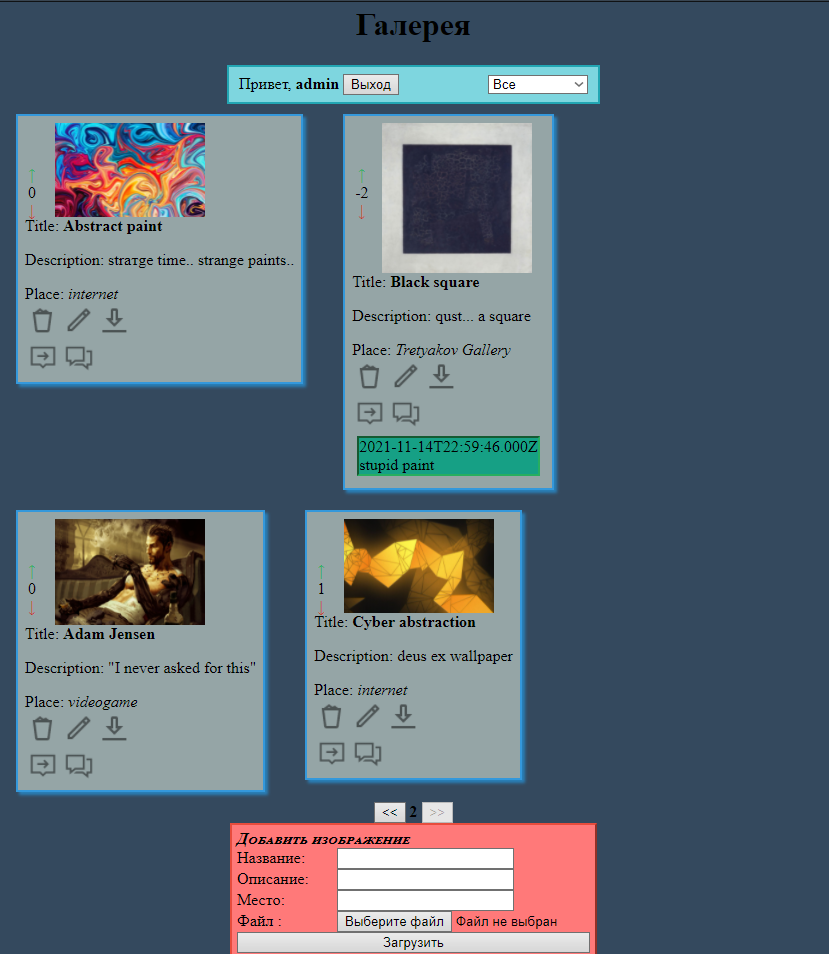 Галерея
Привет, admin Выход Все
0
Title: Abstract paint
Description: straтge time.. strange paints..
Place: internet
-2
Title: Black square
Description: qust... a square
Place: Tretyakov Gallery
2021-11-14T22:59:46.000Z
stupid paint
0
Title: Adam Jensen
Description: "I never asked for this"
Place: videogame
1
Title: Cyber abstraction
Description: deus ex wallpaper
Place: internet
<< 2 >>
Добавить изображение
Название:
Описание:
Место:
Файл : Выберите файл Файл не выбран
Загрузить